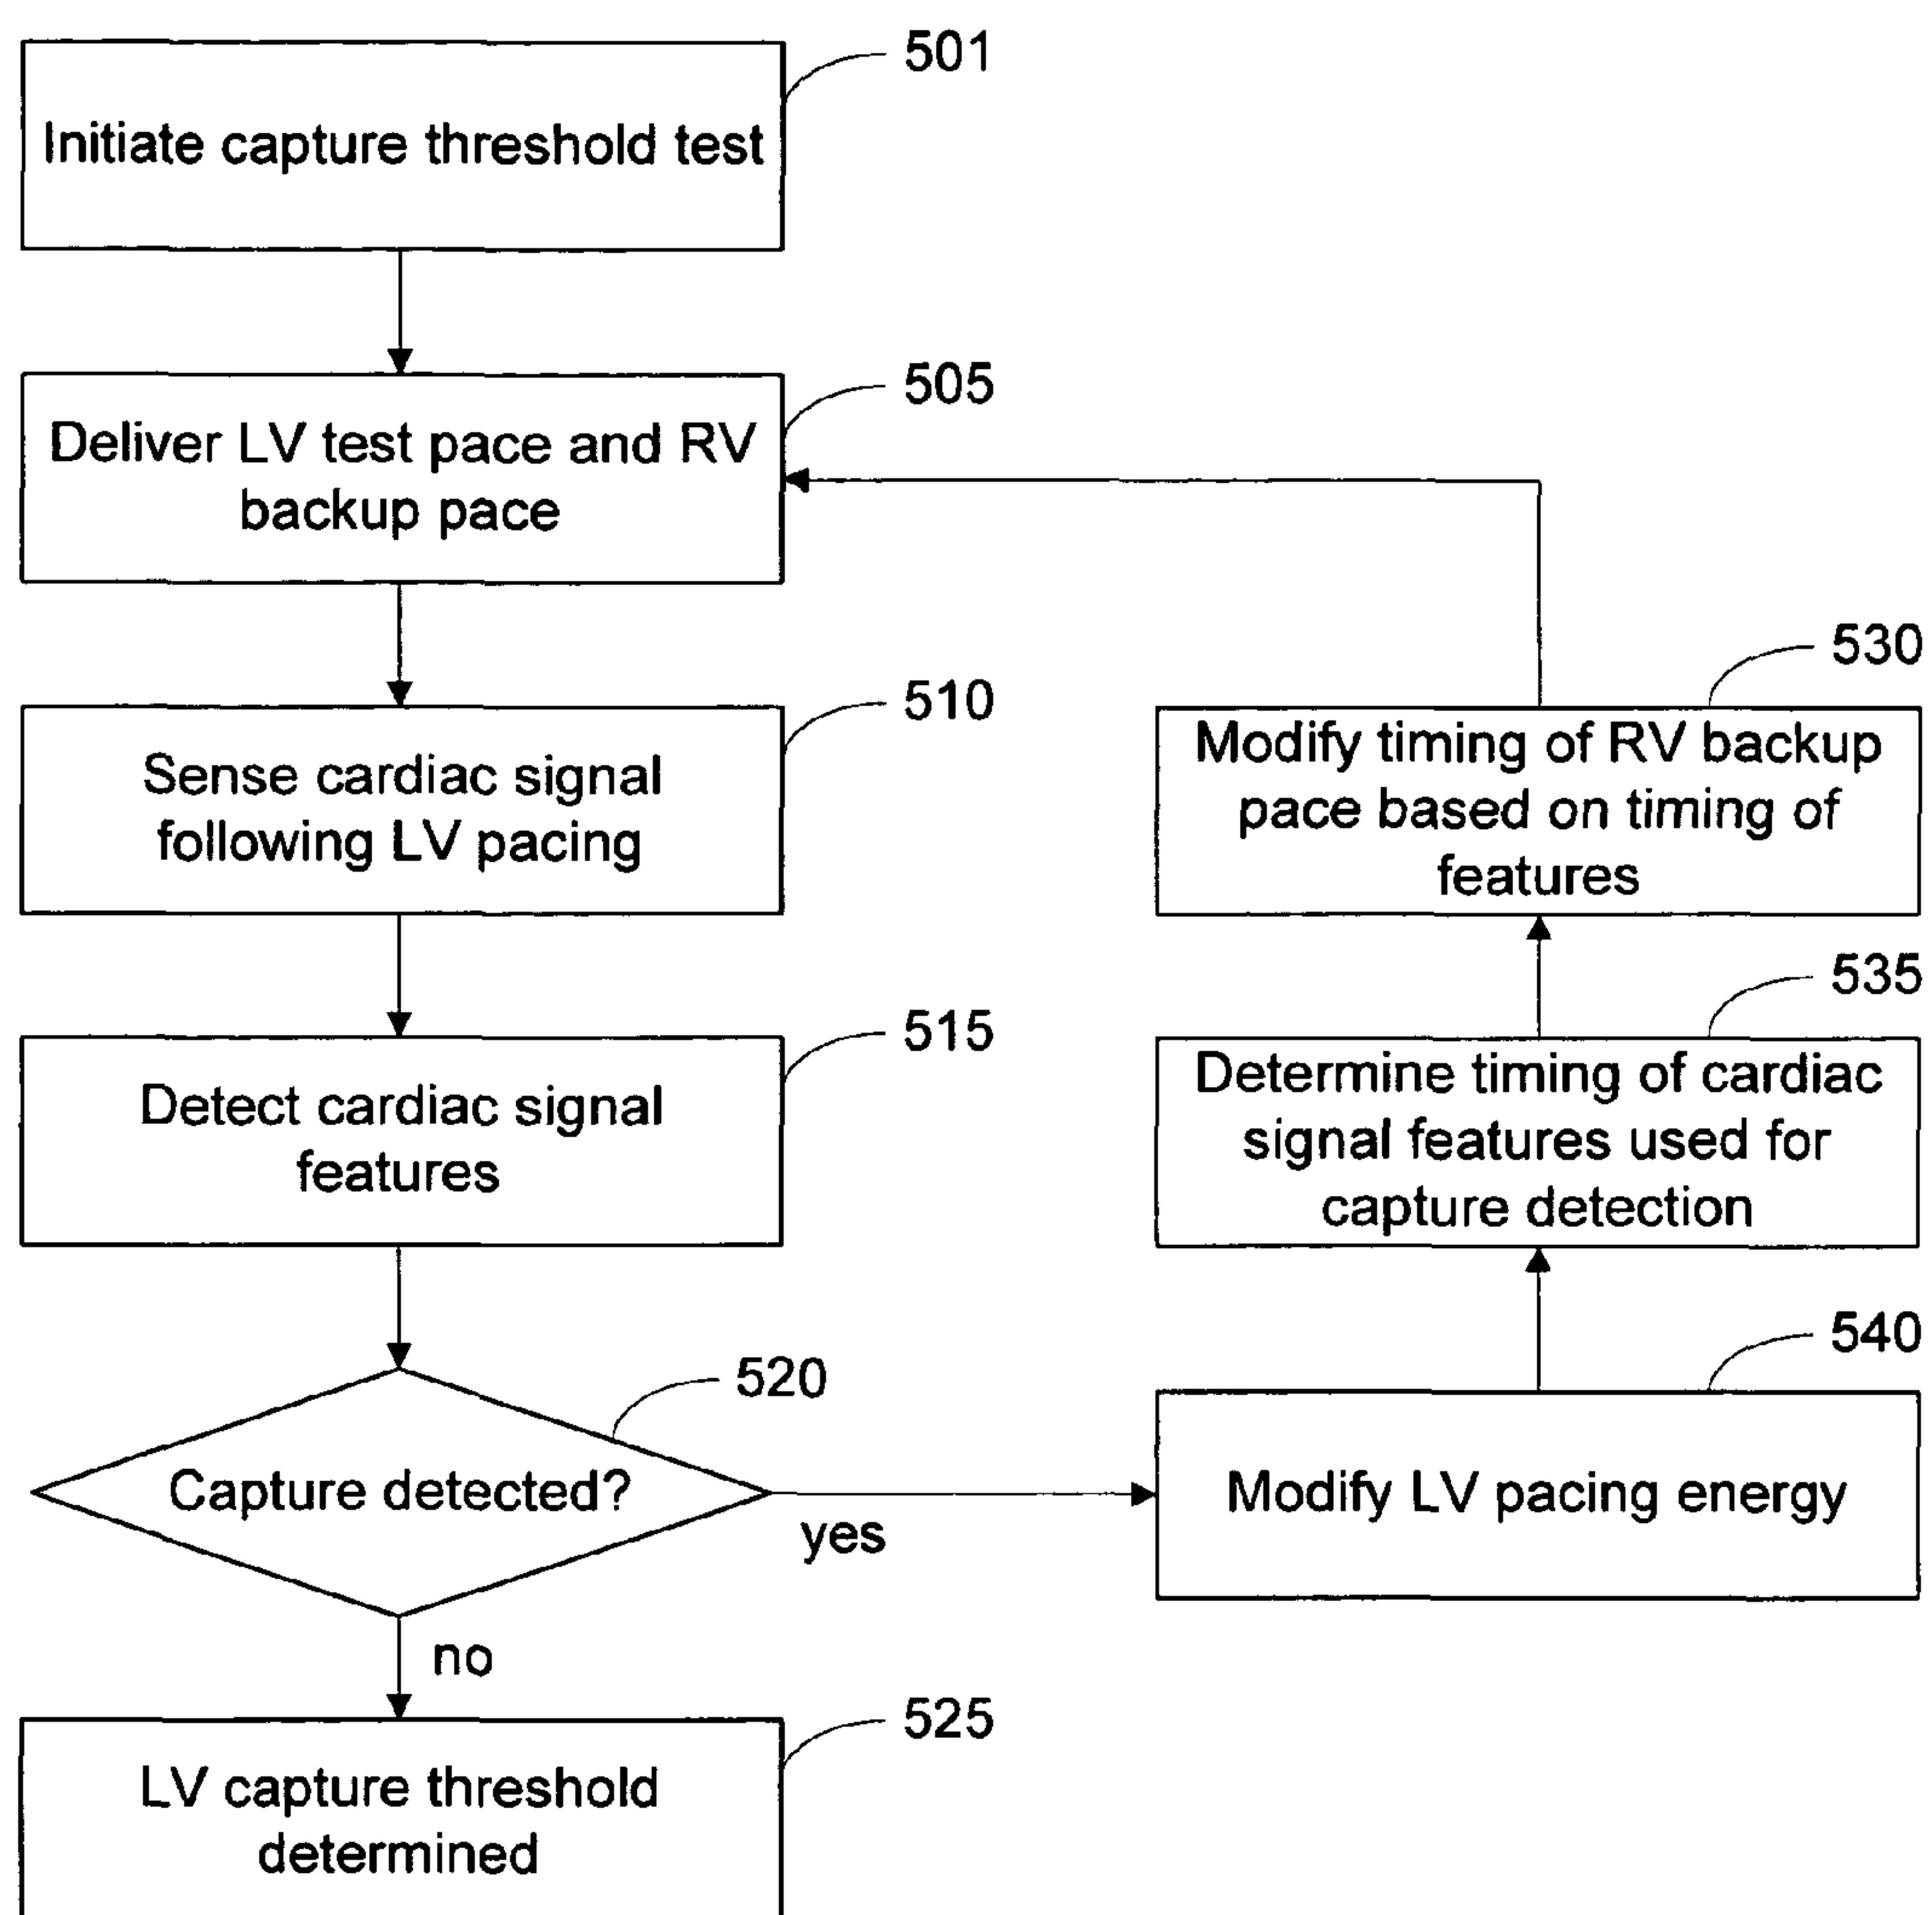 501
Initiate capture threshold test
505
Deliver LV test pace and RV
backup pace
510
Sense cardiac signal
following LV pacing
515
Detect cardiac signal
features
520
Capture detected?
yes
no
525
LV capture threshold
determined
530
Modify timing of RV backup
pace based on timing of
features
535
Determine timing of cardiac
signal features used for
capture detection
540
Modify LV pacing energy